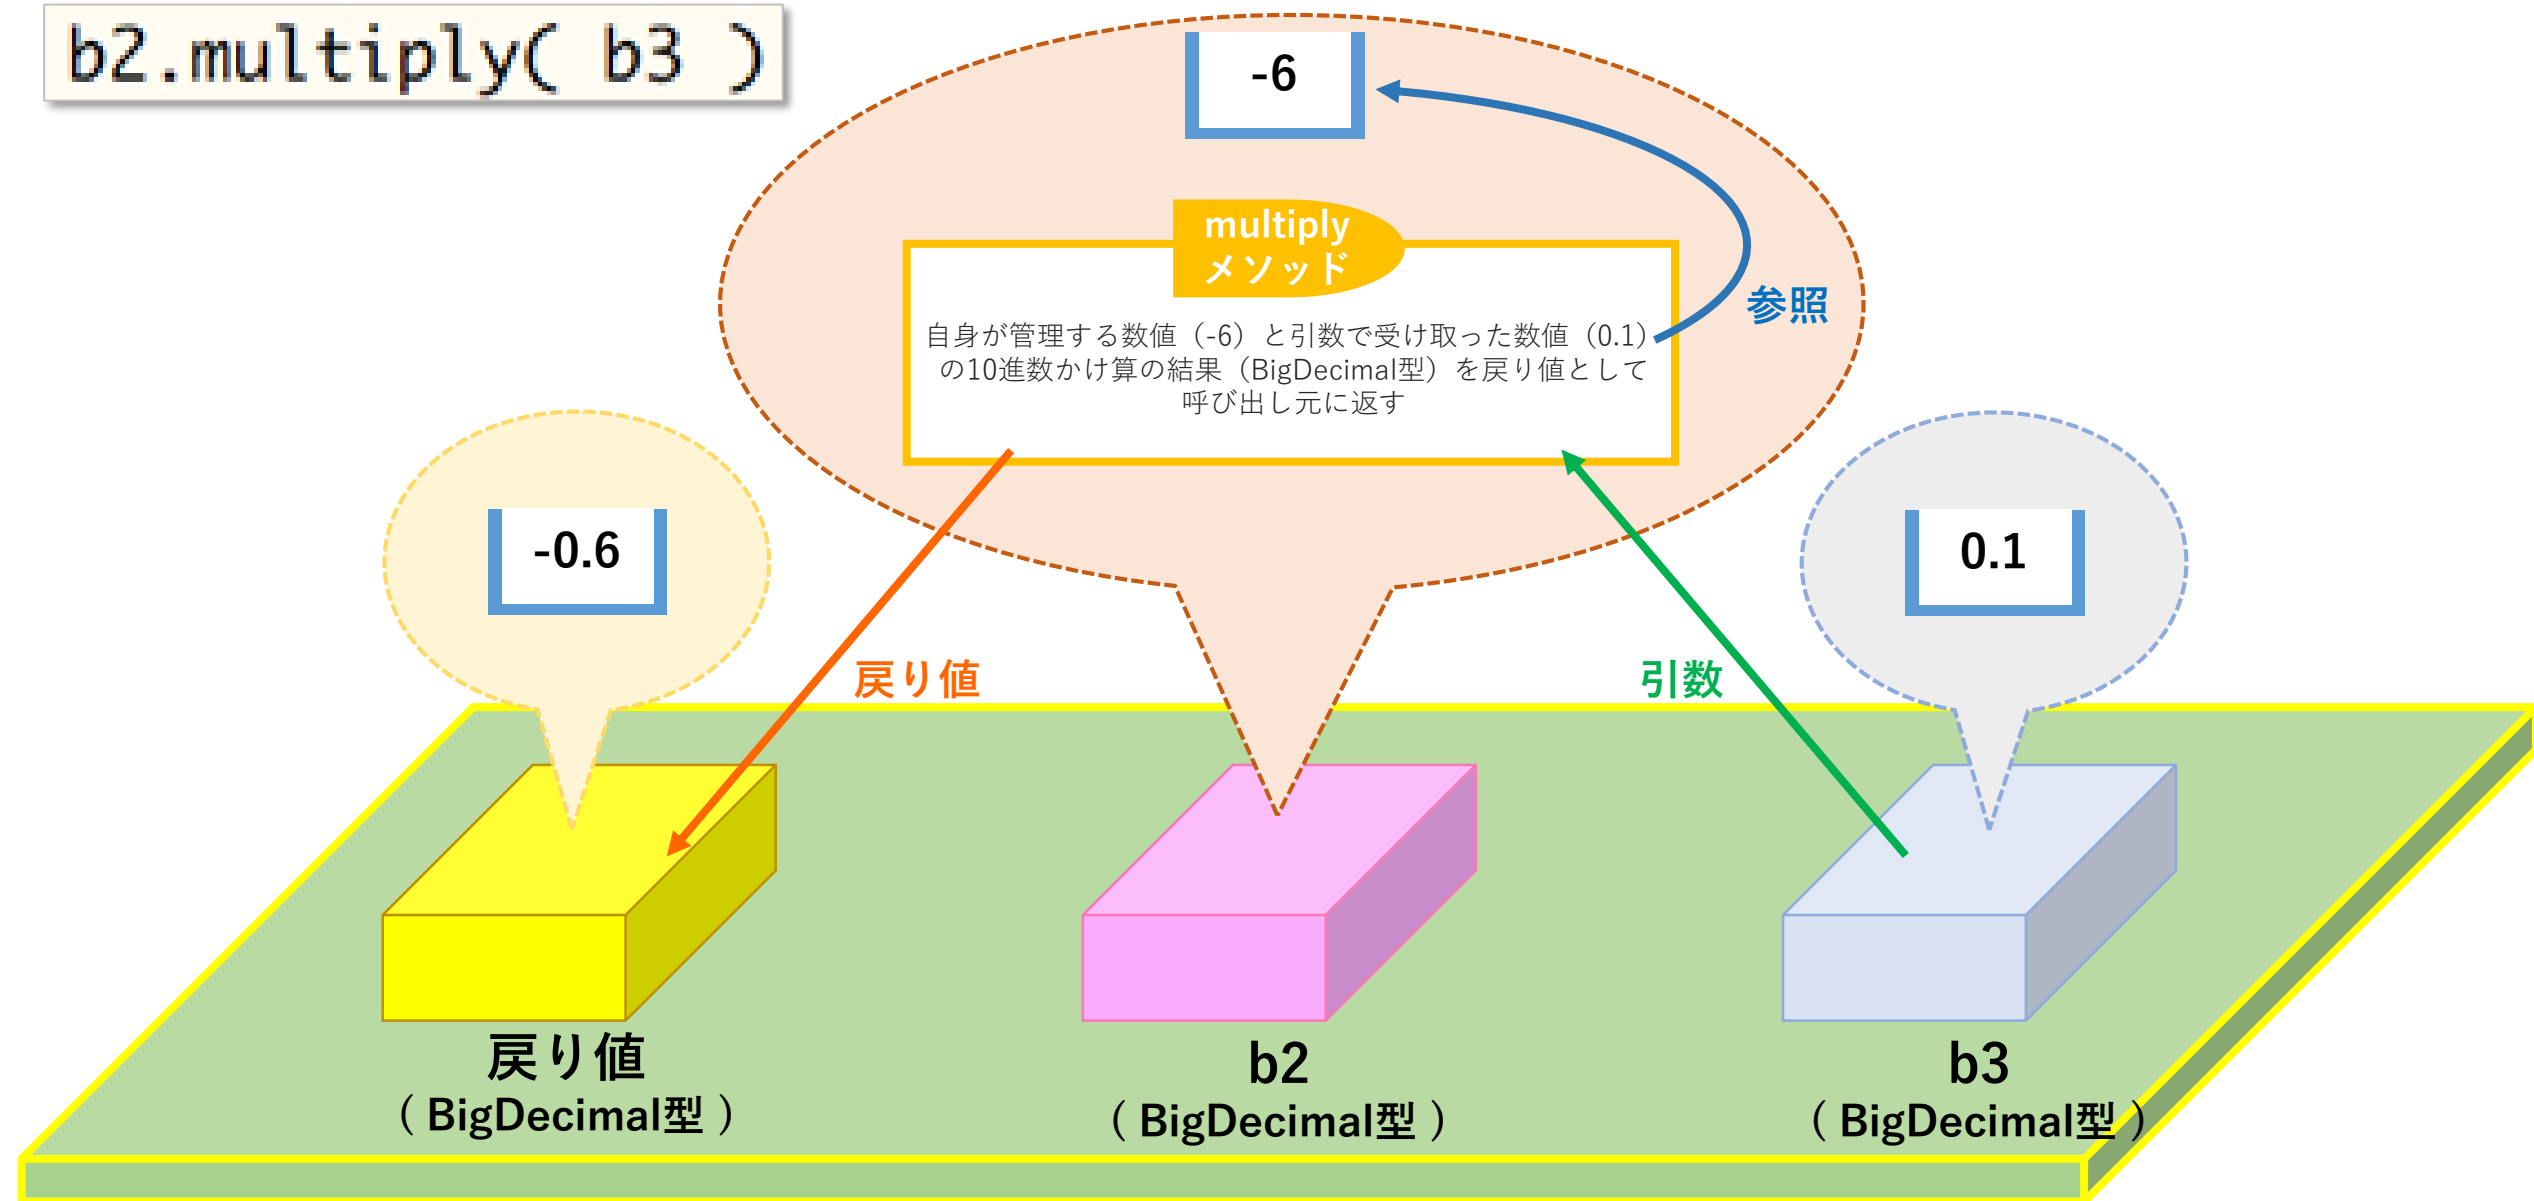 b2.multiply( b3 )
-6
multiply
メソッド
参照
自身が管理する数値（-6）と引数で受け取った数値（0.1）
の10進数かけ算の結果（BigDecimal型）を戻り値として
呼び出し元に返す
-0.6
0.1
戻り値
引数
戻り値
（ BigDecimal型 ）
b2
（ BigDecimal型 ）
b3
（ BigDecimal型 ）